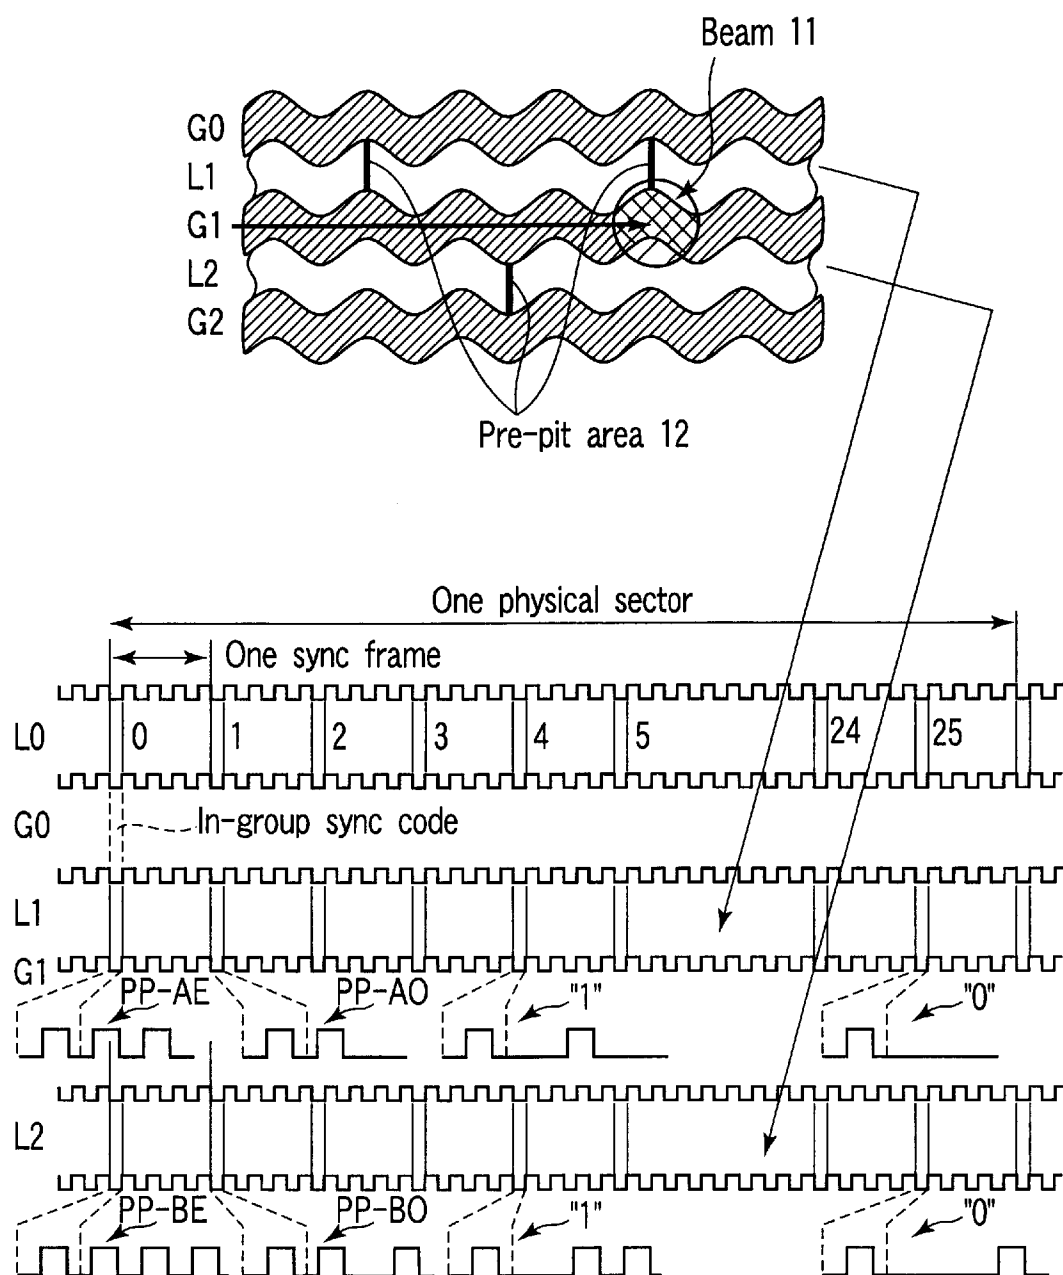 Beam 11
G0
L1
G1
L2
G2
Pre-pit area 12
One physical sector
One sync frame
L0 0 1 2 3 4 5 24 25
G0 In-group sync code
L1
G1
PP-AE PP-AO "1" "0"
L2
PP-BE PP-BO "1" "0"